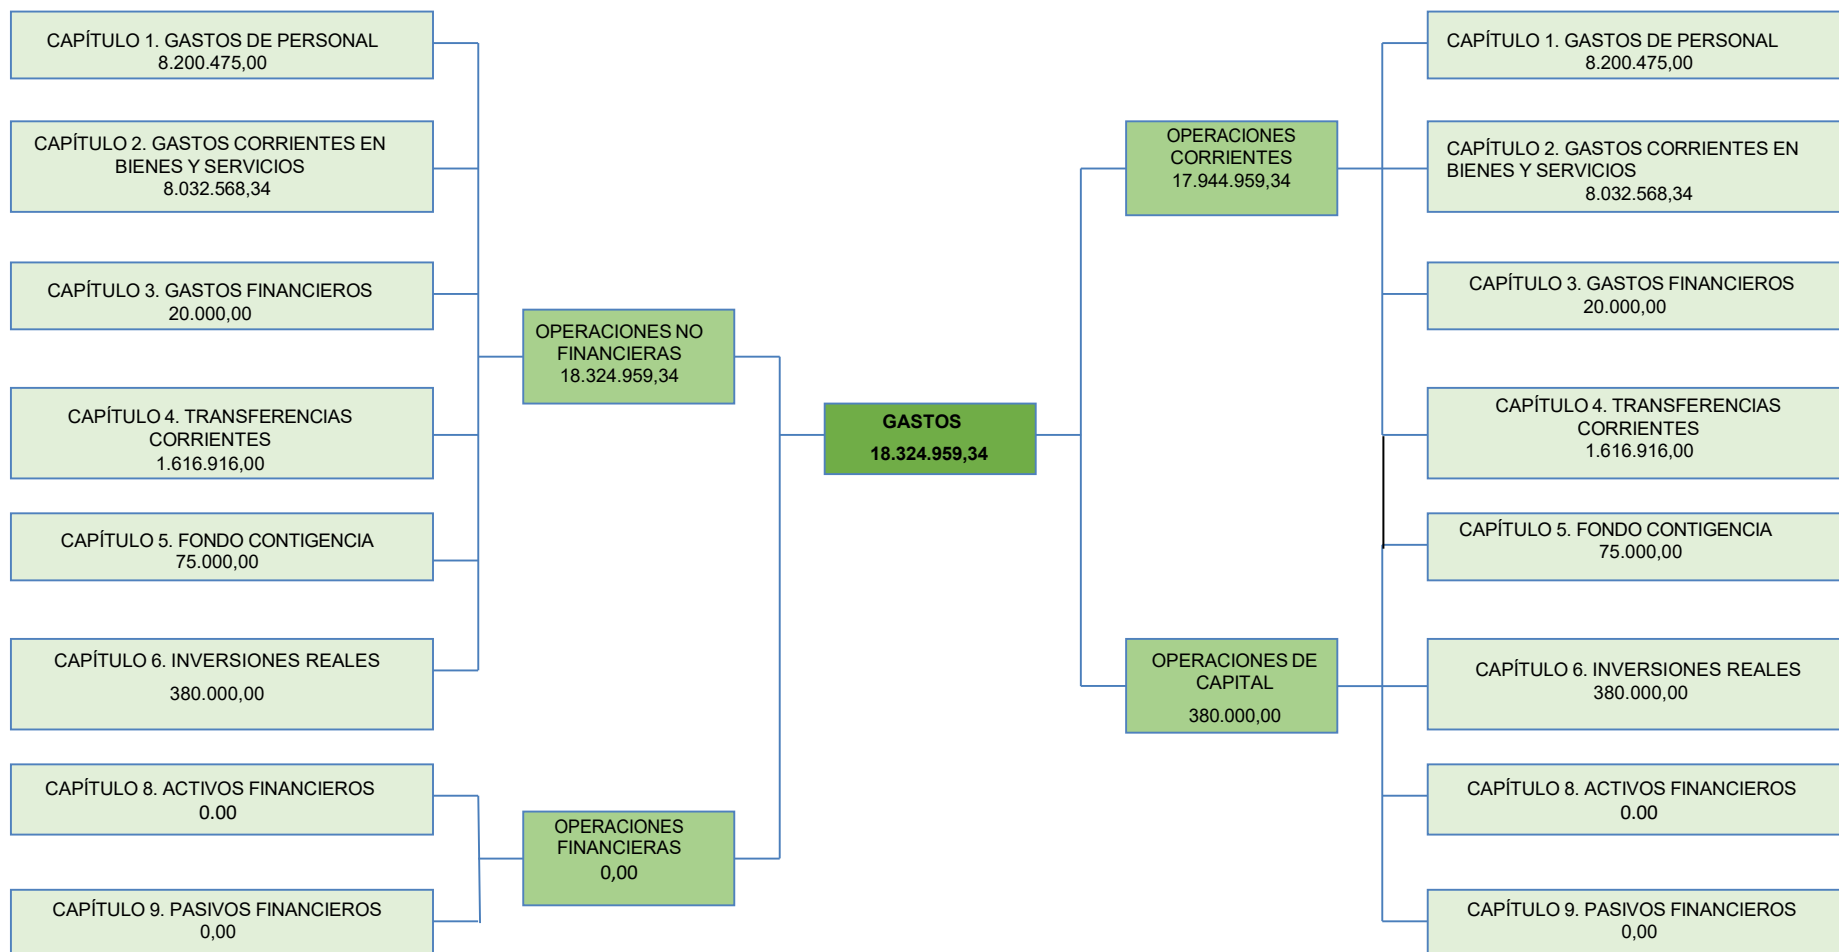 CAPÍTULO 1. GASTOS DE PERSONAL
8.200.475,00
CAPÍTULO 2. GASTOS CORRIENTES EN
BIENES Y SERVICIOS
8.032.568,34
CAPÍTULO 3. GASTOS FINANCIEROS
20.000,00
CAPÍTULO 4. TRANSFERENCIAS
CORRIENTES
1.616.916,00
CAPÍTULO 5. FONDO CONTIGENCIA
75.000,00
CAPÍTULO 6. INVERSIONES REALES
380.000,00
CAPÍTULO 8. ACTIVOS FINANCIEROS
0.00
CAPÍTULO 9. PASIVOS FINANCIEROS
0,00
OPERACIONES NO
FINANCIERAS
18.324.959,34
OPERACIONES
FINANCIERAS
0,00
GASTOS
18.324.959,34
OPERACIONES
CORRIENTES
17.944.959,34
OPERACIONES DE
CAPITAL
380.000,00
CAPÍTULO 1. GASTOS DE PERSONAL
8.200.475,00
CAPÍTULO 2. GASTOS CORRIENTES EN
BIENES Y SERVICIOS
8.032.568,34
CAPÍTULO 3. GASTOS FINANCIEROS
20.000,00
CAPÍTULO 4. TRANSFERENCIAS
CORRIENTES
1.616.916,00
CAPÍTULO 5. FONDO CONTIGENCIA
75.000,00
CAPÍTULO 6. INVERSIONES REALES
380.000,00
CAPÍTULO 8. ACTIVOS FINANCIEROS
0.00
CAPÍTULO 9. PASIVOS FINANCIEROS
0,00